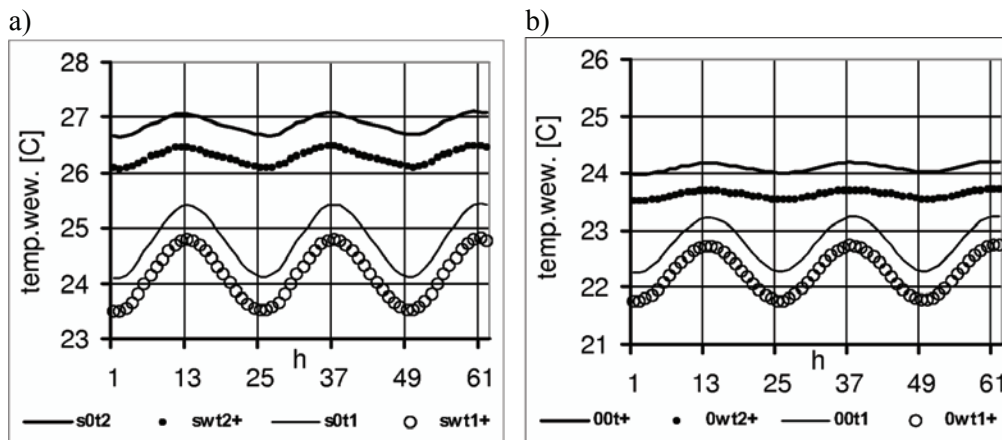 a)
28
27
26
25
24
23
temp.wew. [C]
h
1 13 25 37 49 61
s0t2 swt2+ s0t1 swt1+
b)
26
25
24
23
22
21
temp.wew. [C]
h
1 13 25 37 49 61
00t+ 0wt2+ 00t1 0wt1+